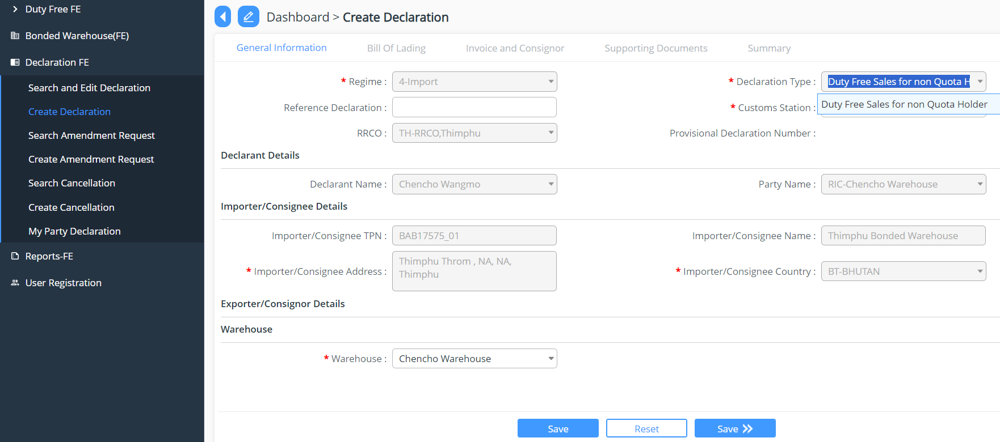 Duty Free FE
Bonded Warehouse(FE)
Declaration FE
Search and Edit Declaration
Create Declaration
Search Amendment Request
Create Amendment Request
Search Cancellation
Create Cancellation
My Party Declaration
Reports-FE
User Registration
Dashboard > Create Declaration
General Information Bill Of Lading Invoice and Consignor Supporting Documents Summary
* Regime : 4-Import * Declaration Type : Duty Free Sales for non Quota H
Reference Declaration : * Customs Station : Duty Free Sales for non Quota Holder
RRCO : TH-RRCO,Thimphu Provisional Declaration Number :
Declarant Details
Declarant Name : Chencho Wangmo Party Name : RIC-Chencho Warehouse
Importer/Consignee Details
Importer/Consignee TPN : BAB17575_01 Importer/Consignee Name : Thimphu Bonded Warehouse
* Importer/Consignee Address : Thimphu Throm , NA, NA,
Thimphu
* Importer/Consignee Country : BT-BHUTAN
Exporter/Consignor Details
Warehouse
* Warehouse : Chencho Warehouse
Save Reset Save